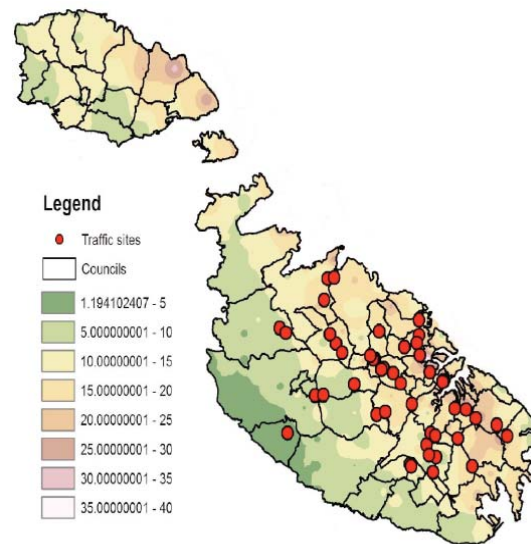 Legend
Traffic sites
Councils
1.194102407 - 5
5.00000001 - 10
10.00000001 - 15
15.00000001 - 20
20.00000001 - 25
25.00000001 - 30
30.00000001 - 35
35.00000001 - 40